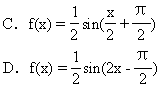 C. f(x) = 1/2 sin(x/2 + π/2)
D. f(x) = 1/2 sin(2x - π/2)